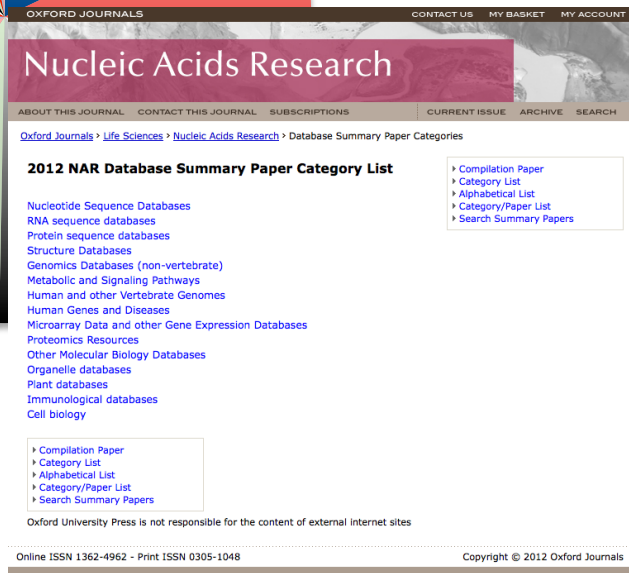 OXFORD JOURNALS
CONTACT US MY BASKET MY ACCOUNT
Nucleic Acids Research
ABOUT THIS JOURNAL CONTACT THIS JOURNAL SUBSCRIPTIONS
CURRENT ISSUE ARCHIVE SEARCH
Oxford Journals > Life Sciences > Nucleic Acids Research > Database Summary Paper Categories
2012 NAR Database Summary Paper Category List
Compilation Paper
Category List
Alphabetical List
Category/Paper List
Search Summary Papers
Nucleotide Sequence Databases
RNA sequence databases
Protein sequence databases
Structure Databases
Genomics Databases (non-vertebrate)
Metabolic and Signaling Pathways
Human and other Vertebrate Genomes
Human Genes and Diseases
Microarray Data and other Gene Expression Databases
Proteomics Resources
Other Molecular Biology Databases
Organelle databases
Plant databases
Immunological databases
Cell biology
Compilation Paper
Category List
Alphabetical List
Category/Paper List
Search Summary Papers
Oxford University Press is not responsible for the content of external internet sites
Online ISSN 1362-4962 - Print ISSN 0305-1048
Copyright © 2012 Oxford Journals